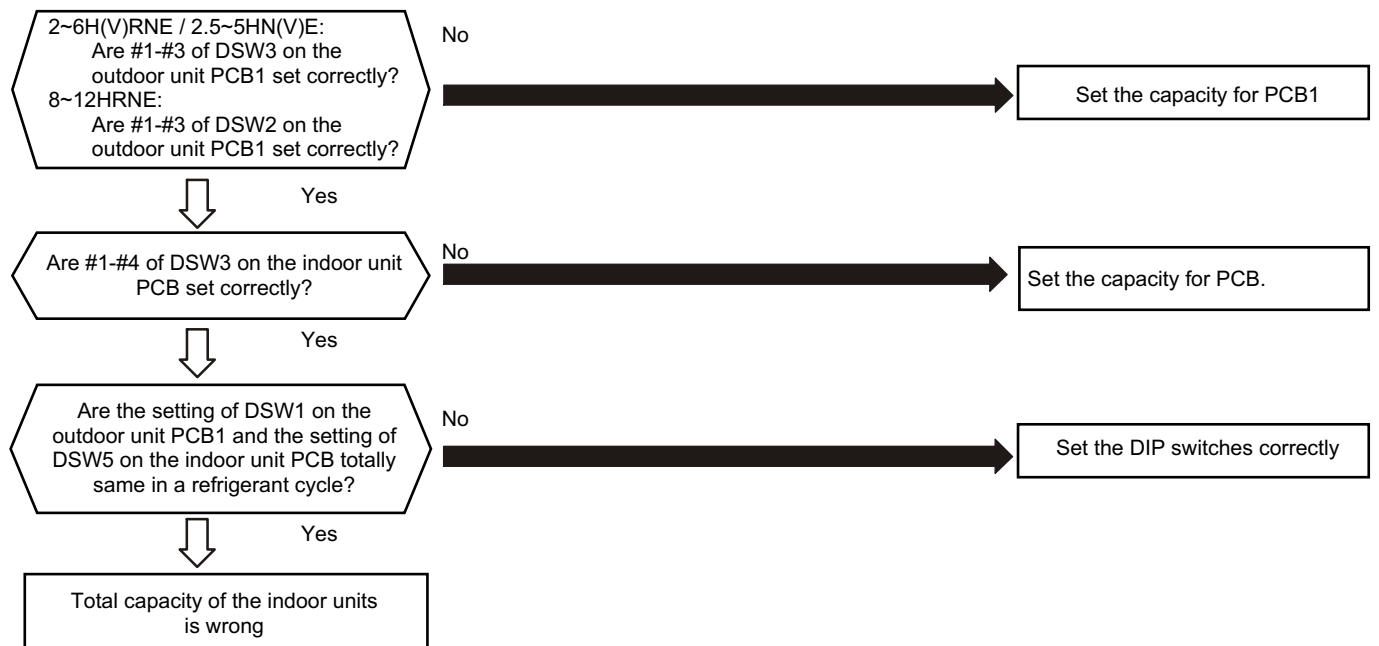 2~6H(V)RNE / 2.5~5HN(V)E:
Are #1-#3 of DSW3 on the
outdoor unit PCB1 set correctly?
8~12HRNE:
Are #1-#3 of DSW2 on the
outdoor unit PCB1 set correctly?
No
Set the capacity for PCB1
Yes
Are #1-#4 of DSW3 on the indoor unit
PCB set correctly?
No
Set the capacity for PCB.
Yes
Are the setting of DSW1 on the
outdoor unit PCB1 and the setting of
DSW5 on the indoor unit PCB totally
same in a refrigerant cycle?
No
Set the DIP switches correctly
Yes
Total capacity of the indoor units
is wrong